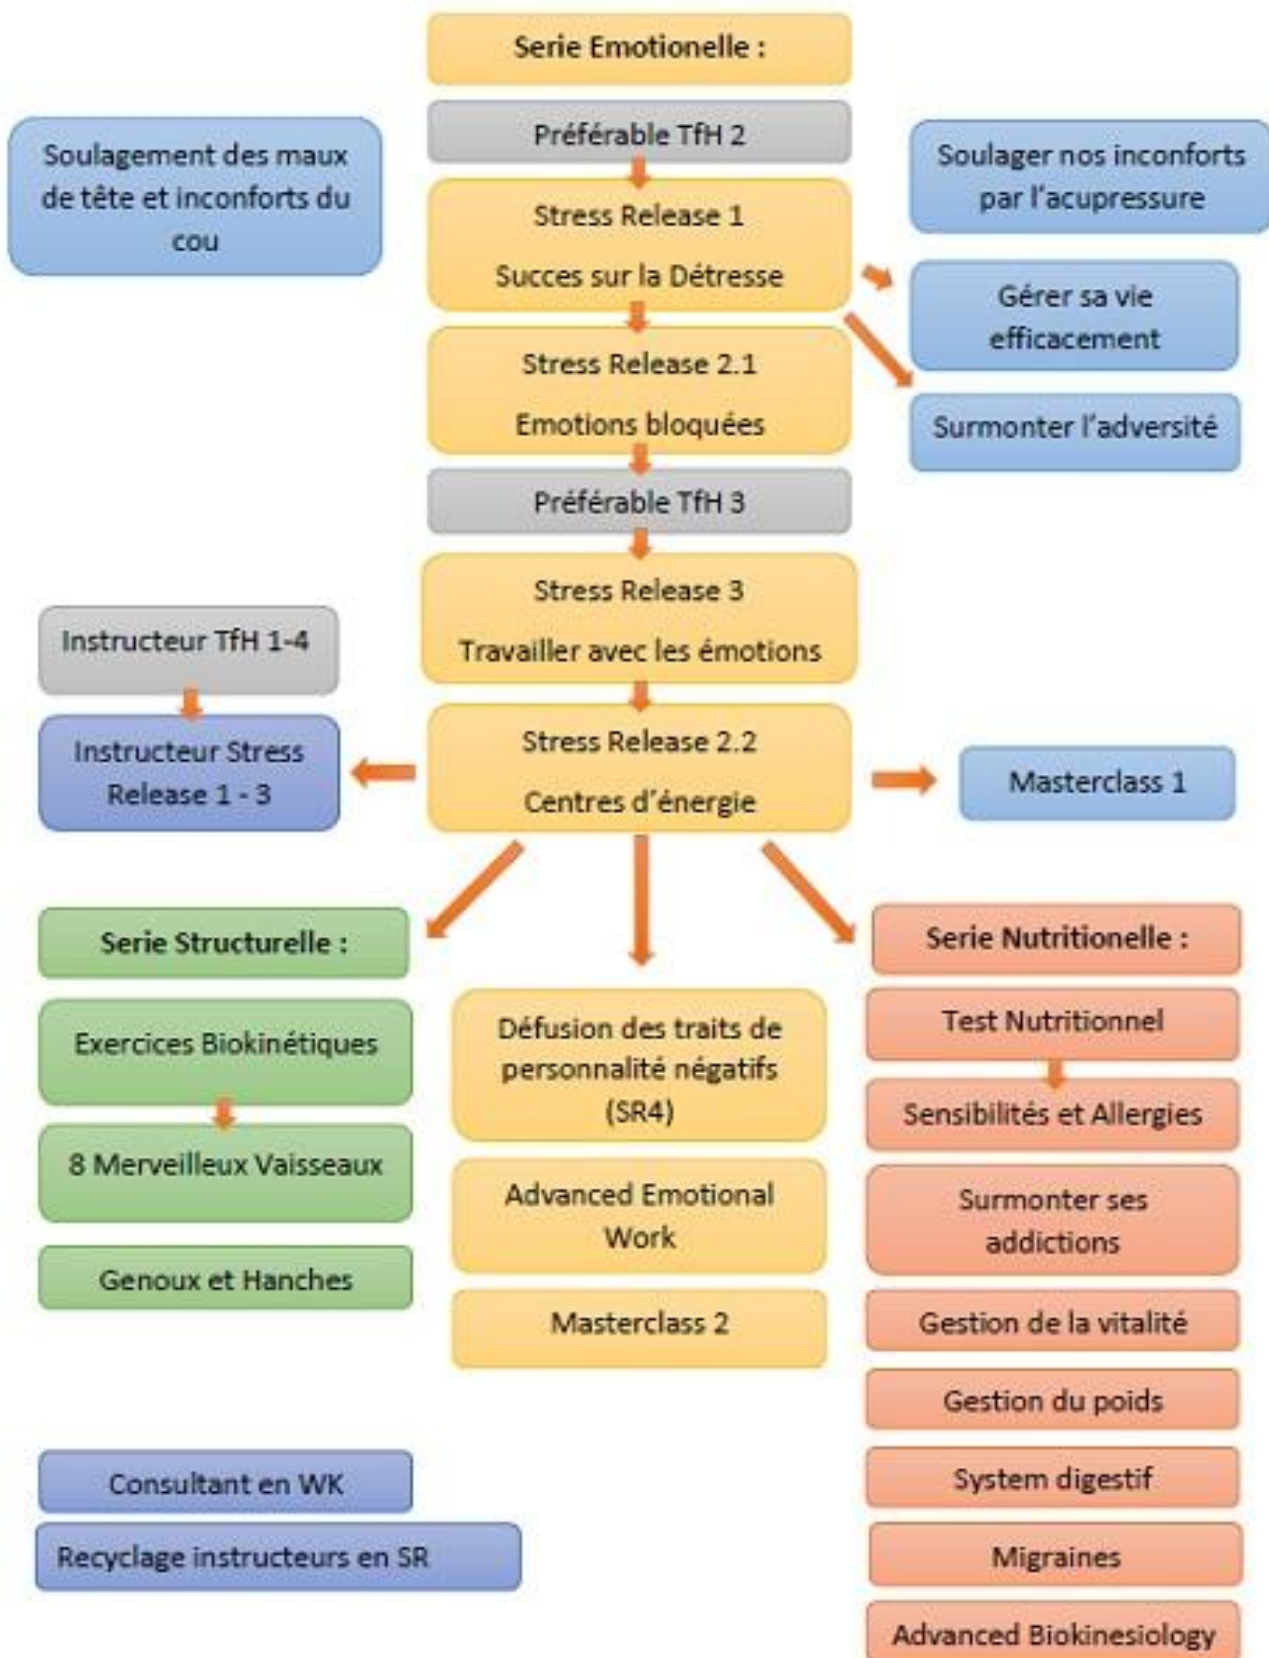 Serie Emotionelle :
Préférable TfH 2
Soulagement des maux
de tête et inconforts du
cou
Soulager nos inconforts
par l'acupressure
Stress Release 1
Succes sur la Détresse
Gérer sa vie
efficacement
Stress Release 2.1
Emotions bloquées
Surmonter l'adversité
Préférable TfH 3
Stress Release 3
Travailler avec les émotions
Instructeur TfH 1-4
Instructeur Stress
Release 1 - 3
Stress Release 2.2
Centres d'énergie
Masterclass 1
Serie Structurelle :
Exercices Biokinétiques
8 Merveilleux Vaisseaux
Genoux et Hanches
Défusion des traits de
personnalité négatifs
(SR4)
Advanced Emotional
Work
Masterclass 2
Serie Nutritionelle :
Test Nutritionnel
Sensibilités et Allergies
Surmonter ses
addictions
Gestion de la vitalité
Gestion du poids
System digestif
Migraines
Advanced Biokinesiology
Consultant en WK
Recyclage instructeurs en SR